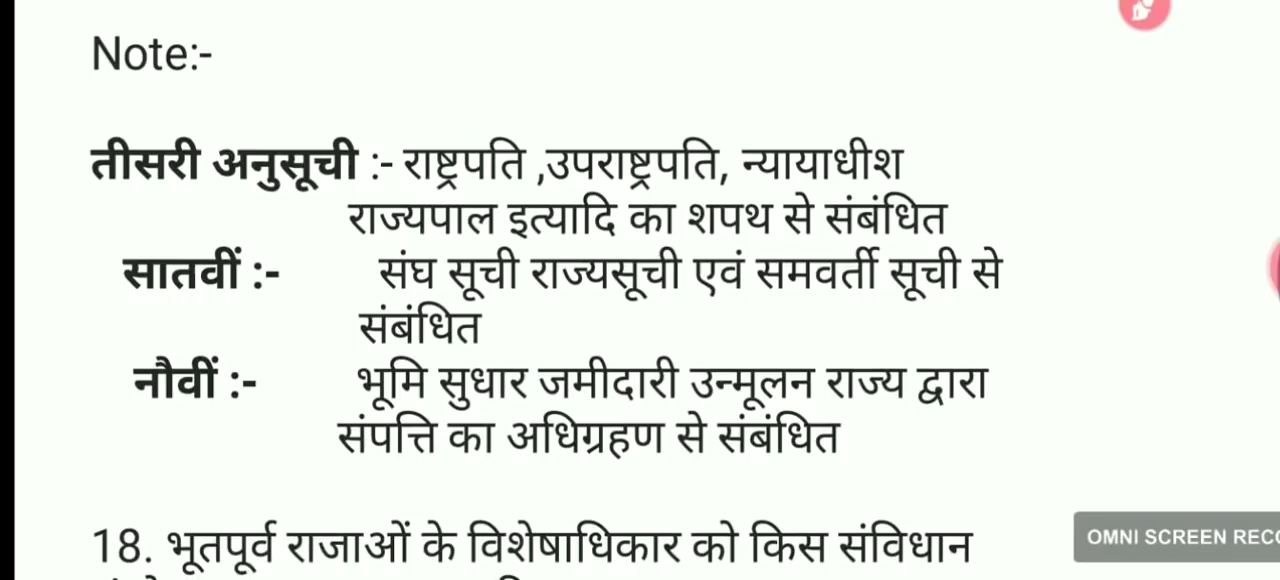 Note:-
तीसरी अनुसूची :- राष्ट्रपति ,उपराष्ट्रपति, न्यायाधीश
राज्यपाल इत्यादि का शपथ से संबंधित
सातवीं :- संघ सूची राज्यसूची एवं समवर्ती सूची से
संबंधित
नौवीं :- भूमि सुधार जमीदारी उन्मूलन राज्य द्वारा
संपत्ति का अधिग्रहण से संबंधित
18. भूतपूर्व राजाओं के विशेषाधिकार को किस संविधान
OMNI SCREEN REC